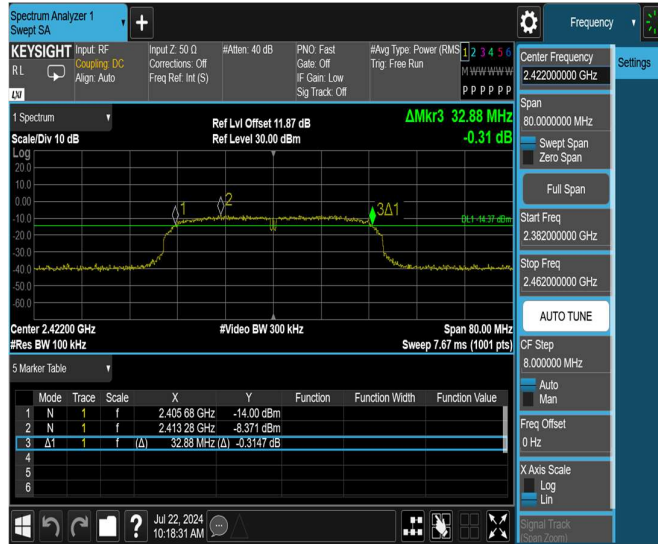 Spectrum Analyzer 1
Swept SA
Frequency
KEYSIGHT
RL
LXI
Input: RF
Coupling: DC
Align: Auto
Input Z: 50 Ω
Corrections: Off
Freq Ref: Int (S)
#Atten: 40 dB
PNO: Fast
Gate: Off
IF Gain: Low
Sig Track: Off
#Avg Type: Power (RMS
Trig: Free Run
1 2 3 4 5 6
M W W W W W
P P P P P P
1 Spectrum
Scale/Div 10 dB
Ref Lvl Offset 11.87 dB
Ref Level 30.00 dBm
ΔMkr3 32.88 MHz
-0.31 dB
Log
20.0
10.0
0.00
-10.0
-20.0
-30.0
-40.0
-50.0
-60.0
1
2
3Δ1
DL1 -14.37 dBm
Center 2.42200 GHz
#Video BW 300 kHz
Span 80.00 MHz
#Res BW 100 kHz
Sweep 7.67 ms (1001 pts)
5 Marker Table
Mode Trace Scale X Y Function Function Width Function Value
1 N 1 f 2.405 68 GHz -14.00 dBm
2 N 1 f 2.413 28 GHz -8.371 dBm
3 Δ1 1 f (Δ) 32.88 MHz (Δ) -0.3147 dB
4
5
6
Jul 22, 2024
10:18:31 AM
Center Frequency
2.422000000 GHz
Settings
Span
80.0000000 MHz
Swept Span
Zero Span
Full Span
Start Freq
2.382000000 GHz
Stop Freq
2.462000000 GHz
AUTO TUNE
CF Step
8.000000 MHz
Auto
Man
Freq Offset
0 Hz
X Axis Scale
Log
Lin
Signal Track
(Span Zoom)